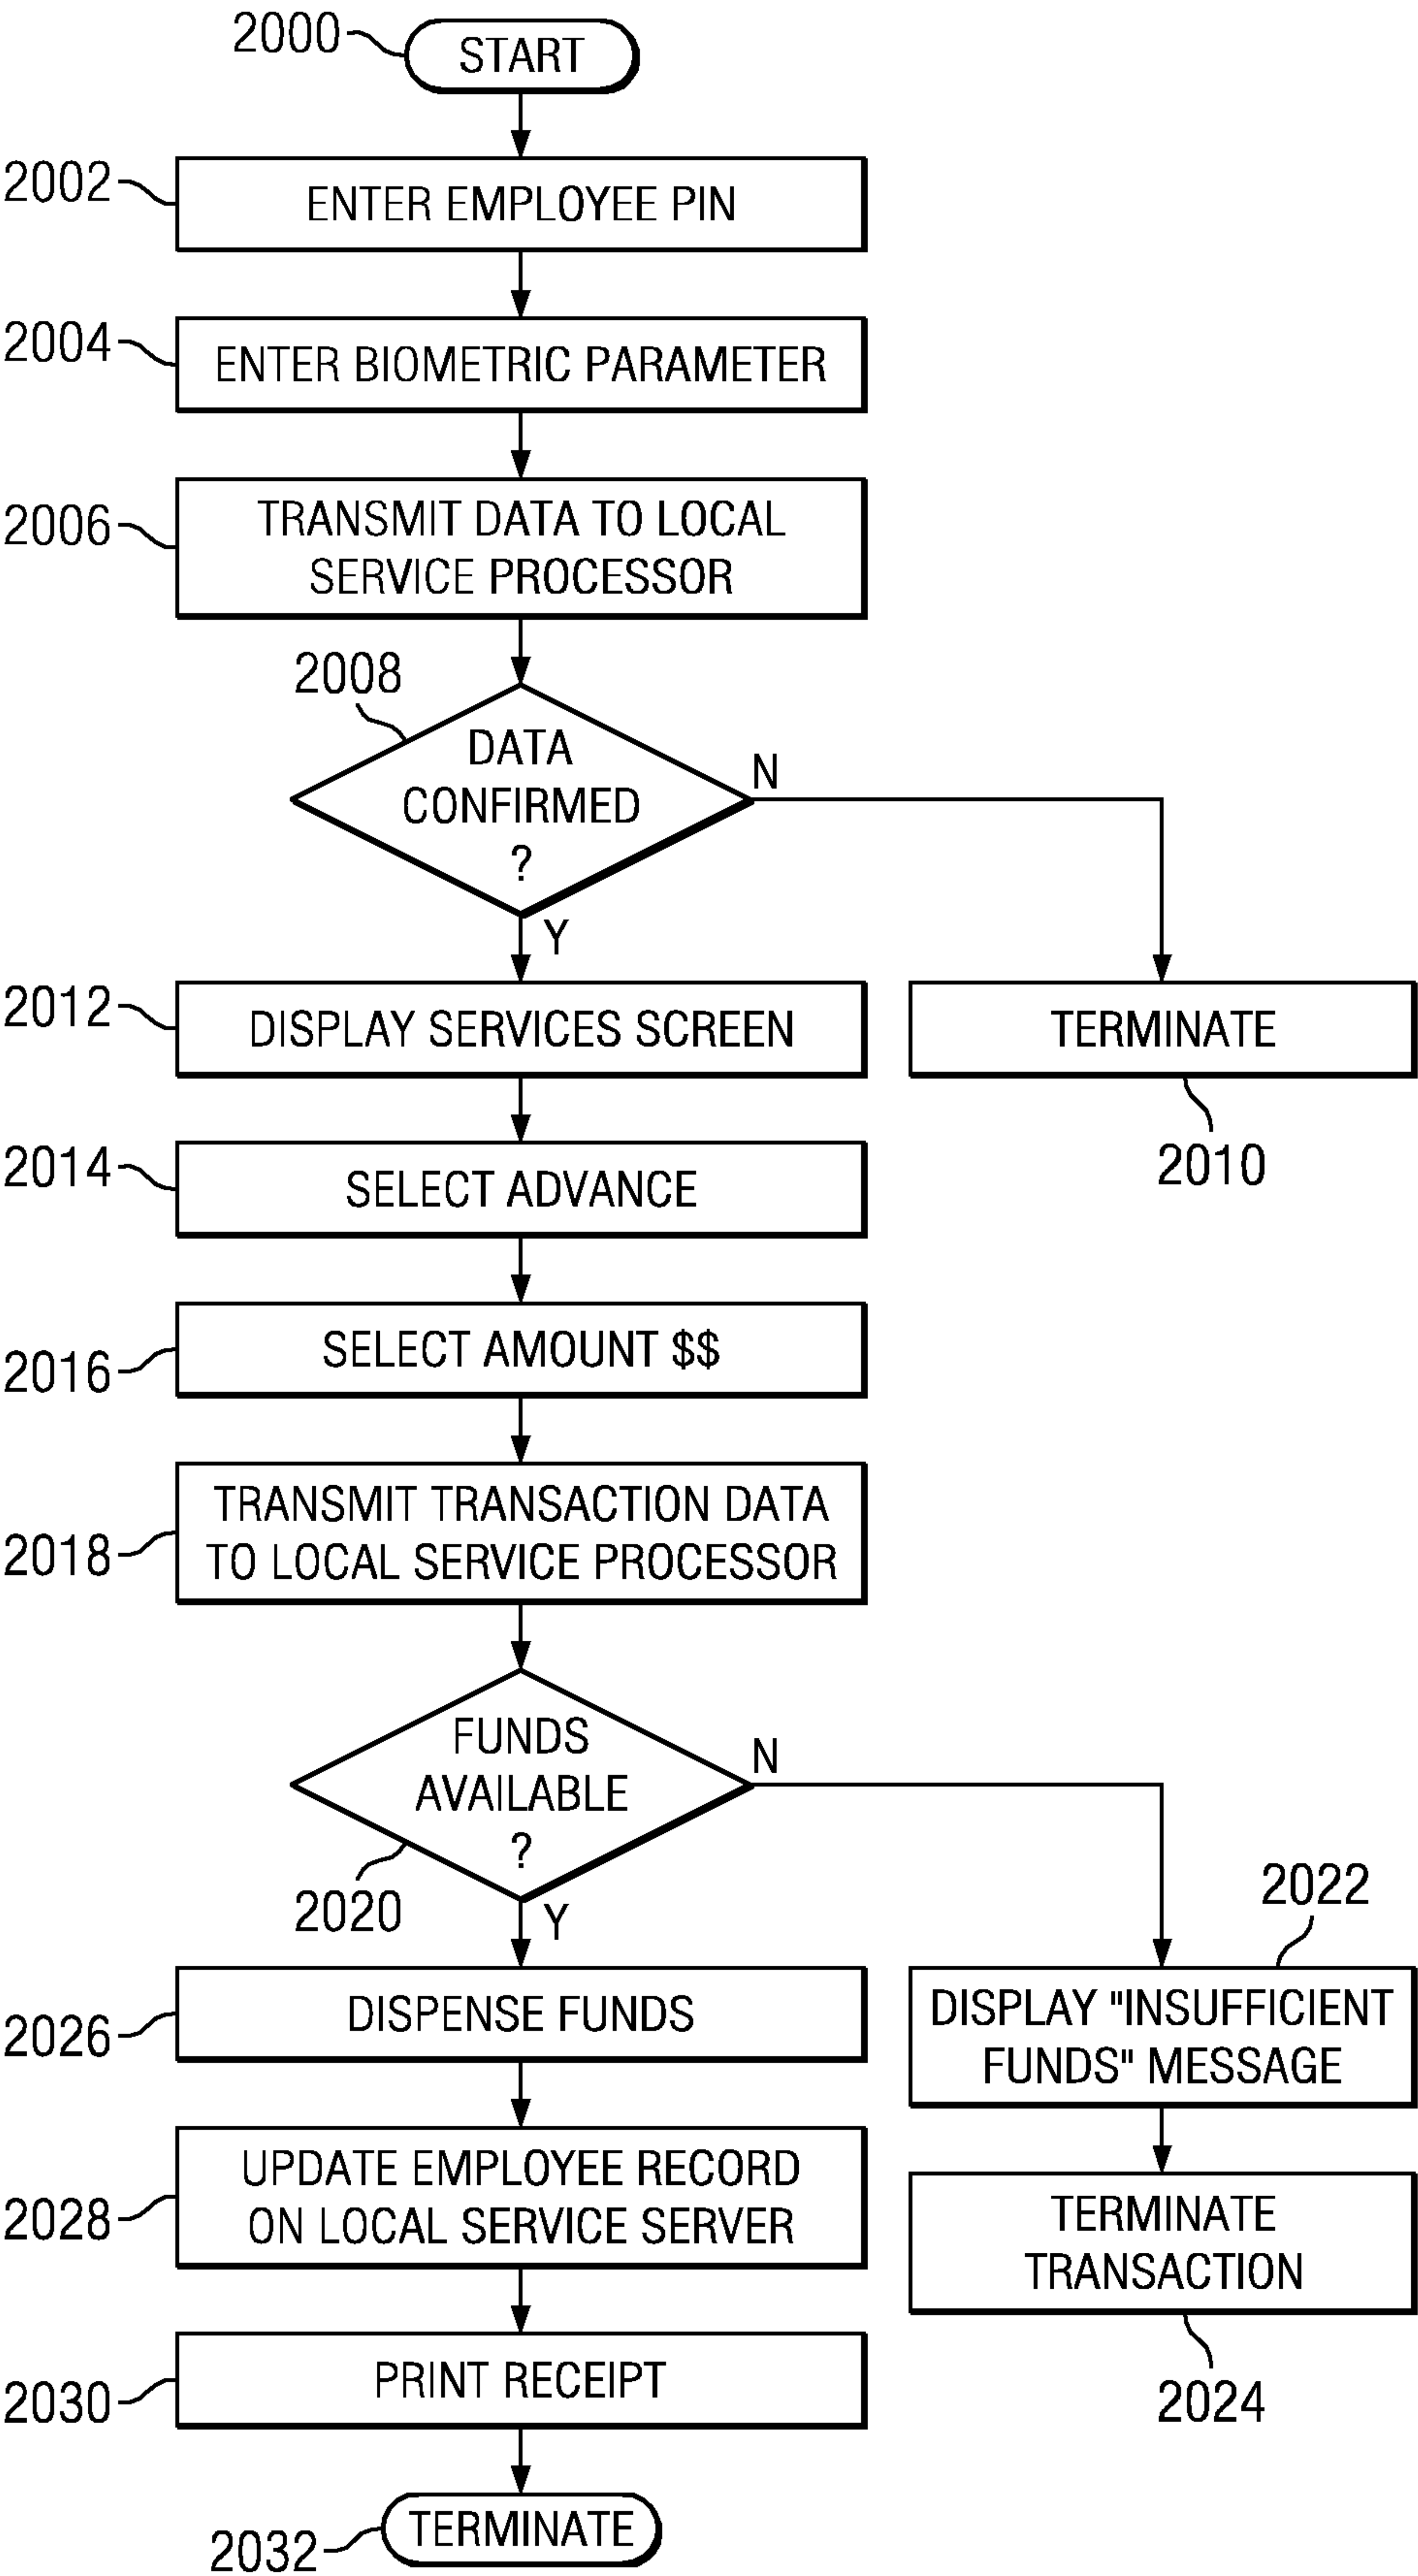 2000
START
2002
ENTER EMPLOYEE PIN
2004
ENTER BIOMETRIC PARAMETER
2006
TRANSMIT DATA TO LOCAL
SERVICE PROCESSOR
2008
DATA
CONFIRMED
?
N
Y
2012
DISPLAY SERVICES SCREEN
TERMINATE
2010
2014
SELECT ADVANCE
2016
SELECT AMOUNT $$
2018
TRANSMIT TRANSACTION DATA
TO LOCAL SERVICE PROCESSOR
FUNDS
AVAILABLE
?
N
2020
Y
2022
2026
DISPENSE FUNDS
DISPLAY "INSUFFICIENT
FUNDS" MESSAGE
2028
UPDATE EMPLOYEE RECORD
ON LOCAL SERVICE SERVER
TERMINATE
TRANSACTION
2024
2030
PRINT RECEIPT
2032
TERMINATE